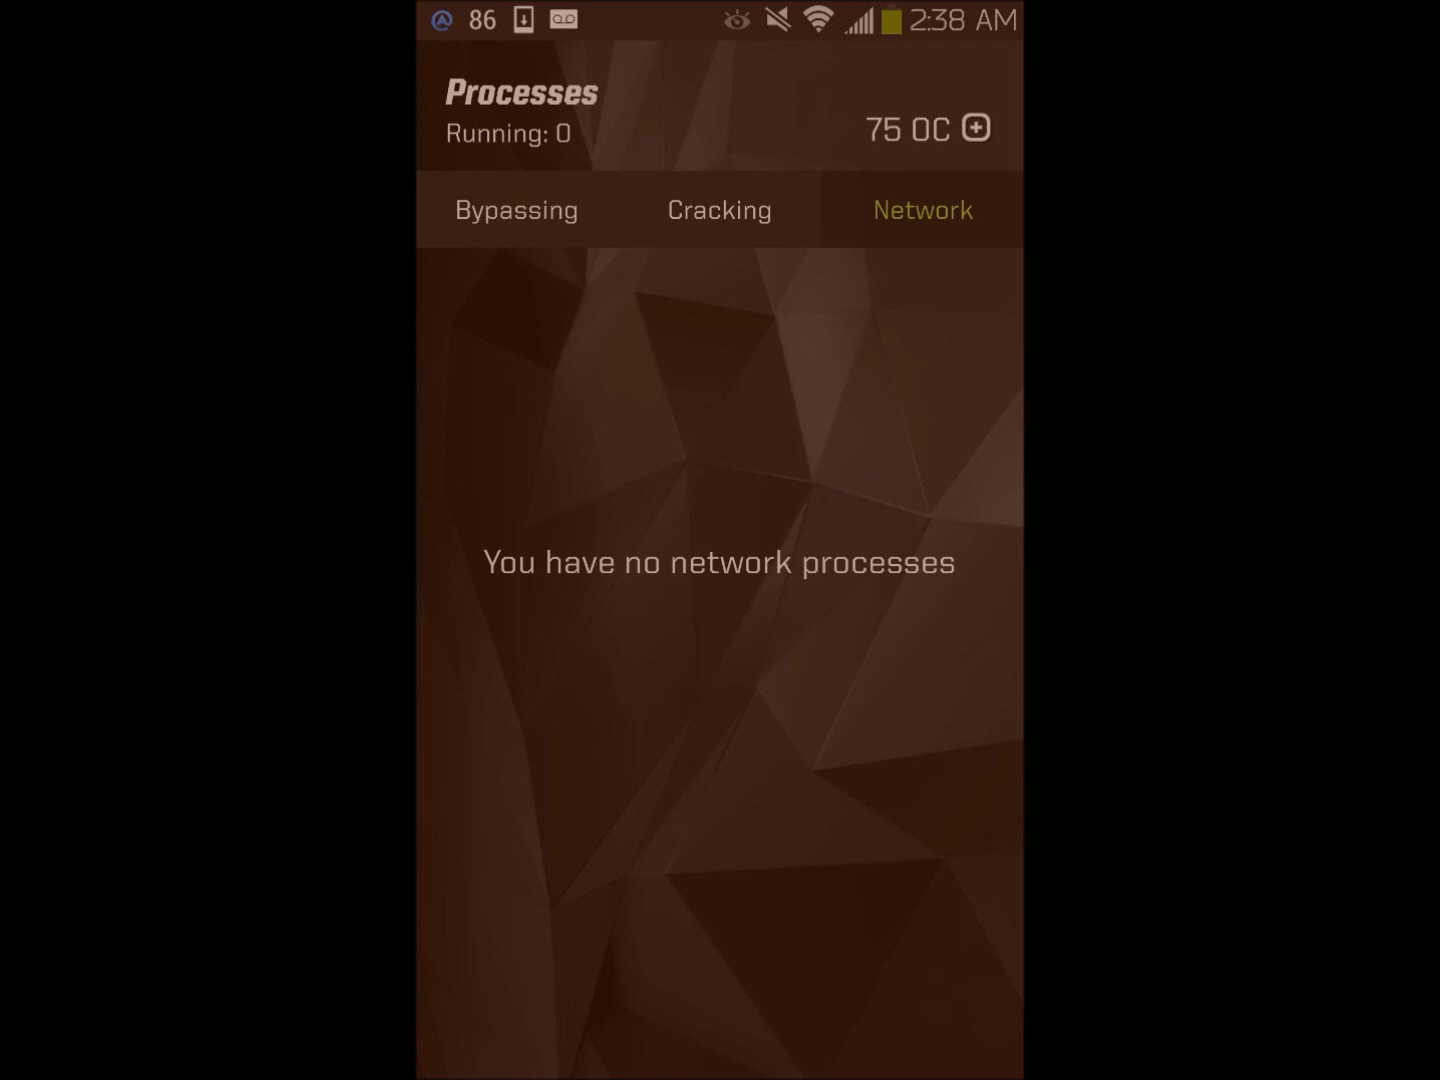 86
2:38 AM
Processes
Running: 0
75 OC
Bypassing
Cracking
Network
You have no network processes